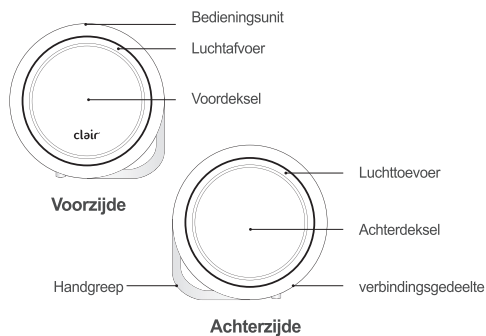 Bedieningsunit
Luchtafvoer
Voordeksel
clair
Voorzijde
Luchttoevoer
Achterdeksel
Handgreep
verbindingsgedeelte
Achterzijde